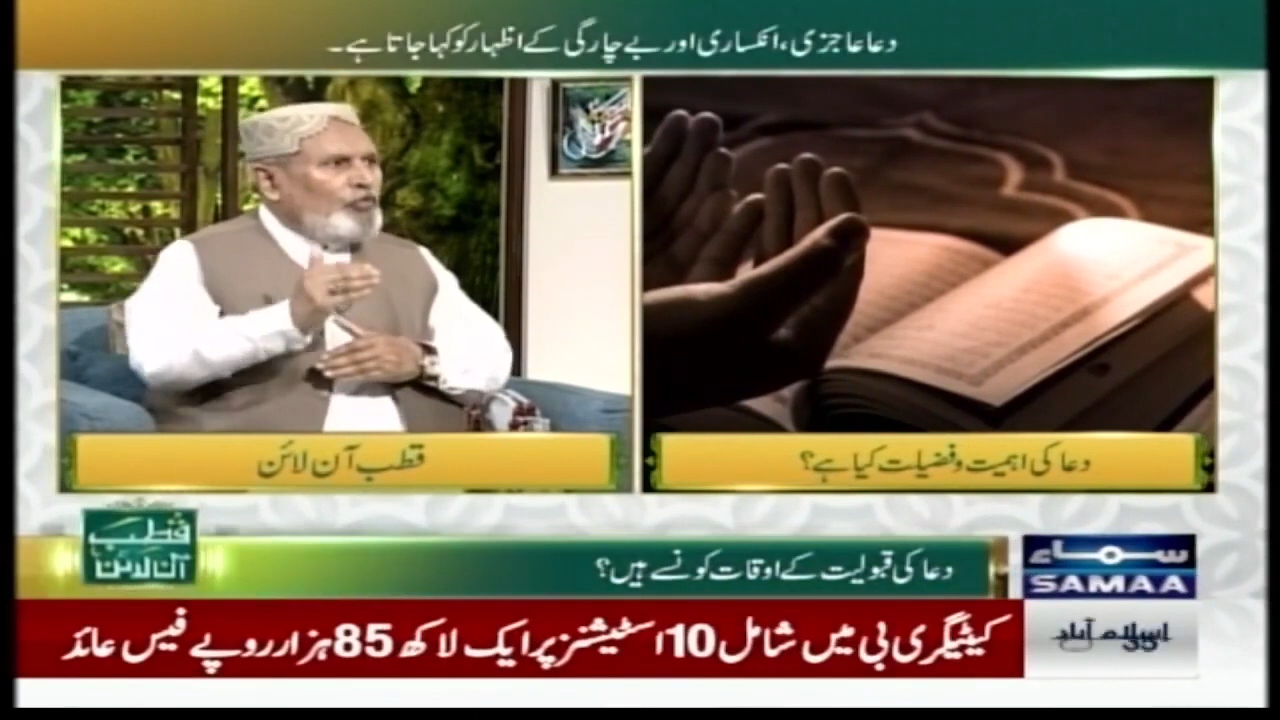 دعا عاجزی، انکساری اور بے چارگی کے اظہار کو کہا جاتا ہے۔
قطب آن لائن
دعا کی اہمیت و فضیلت کیا ہے؟
قطب
آن لائن
دعا کی قبولیت کے اوقات کونسے ہیں؟
سماء
SAMAA
کیٹیگری بی میں شامل 10 اسٹیشنز پر ایک لاکھ 85 ہزار روپے فیس عائد
اسلام آباد